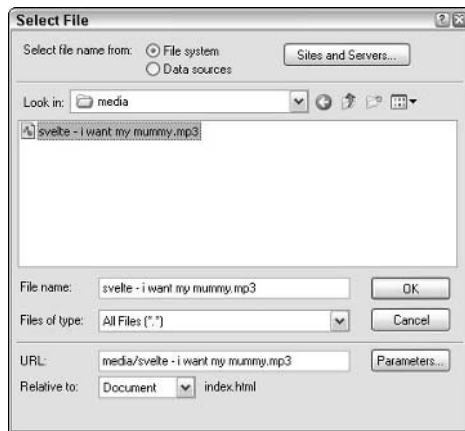 Select File
Select file name from: File system Sites and Servers...
Data sources
Look in: media
svelte - i want my mummy.mp3
File name: svelte - i want my mummy.mp3 OK
Files of type: All Files (*.*) Cancel
URL: media/svelte - i want my mummy.mp3 Parameters...
Relative to: Document index.html